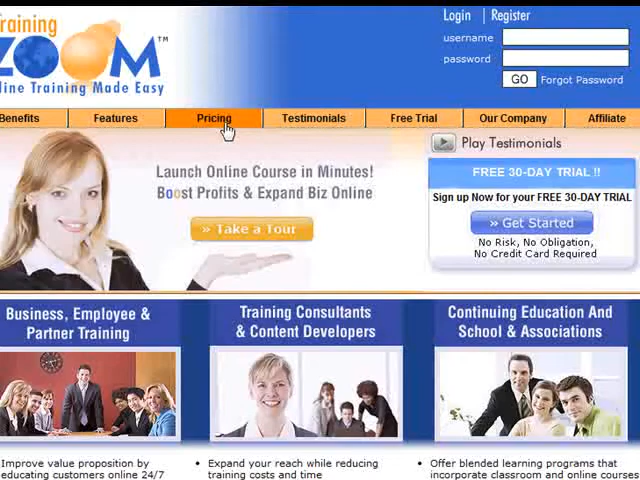 Training
Login | Register
ZOOM™
username
password
Online Training Made Easy
GO Forgot Password
Benefits Features Pricing Testimonials Free Trial Our Company Affiliate
Play Testimonials
Launch Online Course in Minutes!
Boost Profits & Expand Biz Online
» Take a Tour
FREE 30-DAY TRIAL !!
Sign up Now for your FREE 30-DAY TRIAL
» Get Started
No Risk, No Obligation,
No Credit Card Required
Business, Employee &
Partner Training
Training Consultants
& Content Developers
Continuing Education And
School & Associations
Improve value proposition by
educating customers online 24/7
• Expand your reach while reducing
training costs and time
• Offer blended learning programs that
incorporate classroom and online courses